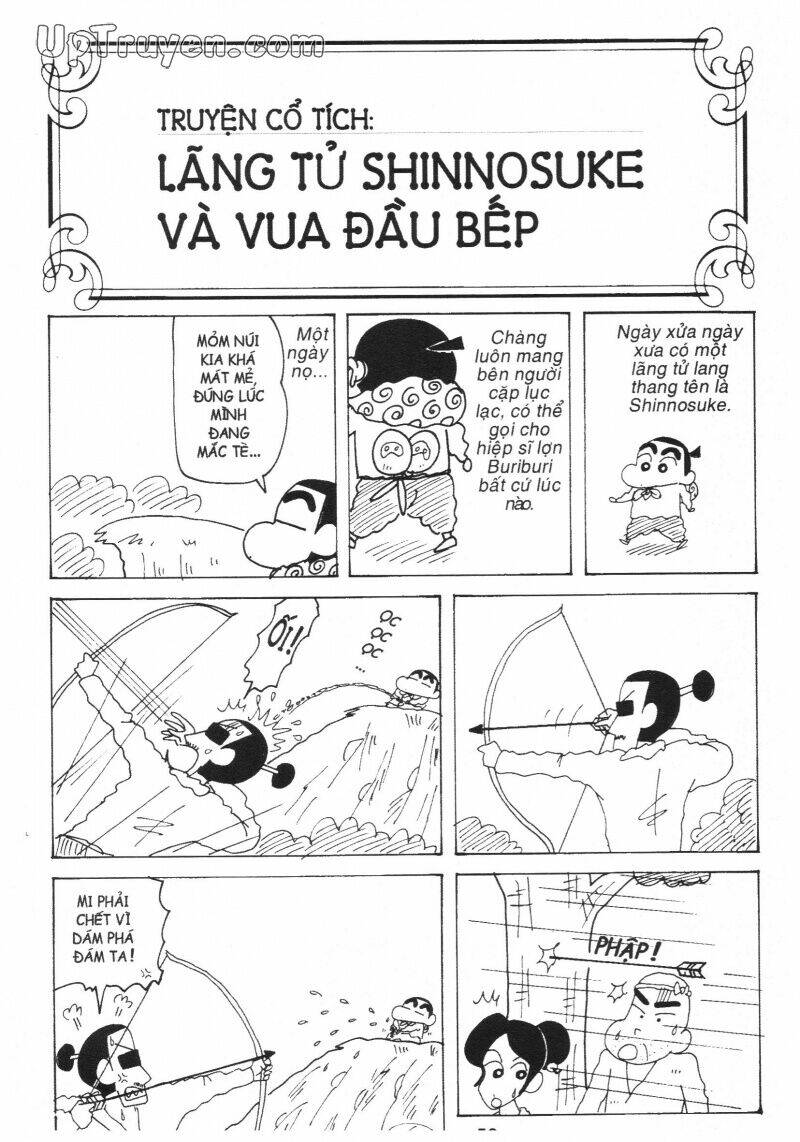 UpTruyen.com
TRUYỆN CỔ TÍCH:
LÃNG TỬ SHINNOSUKE
VÀ VUA ĐẦU BẾP
Ngày xửa ngày
xưa có một
lãng tử lang
thang tên là
Shinnosuke.
Chàng
luôn mang
bên người
cặp lục
lạc, có thể
gọi cho
hiệp sĩ lợn
Buriburi
bất cứ lúc
nào.
Một
ngày
nọ...
MỎM NÚI
KIA KHÁ
MÁT MẺ,
ĐÚNG LÚC
MÌNH
ĐANG
MẮC TÈ...
ỐI!!
ỌC
ỌC
ỌC
...
PHẬP!
MI PHẢI
CHẾT VÌ
DÁM PHÁ
ĐÁM TA!